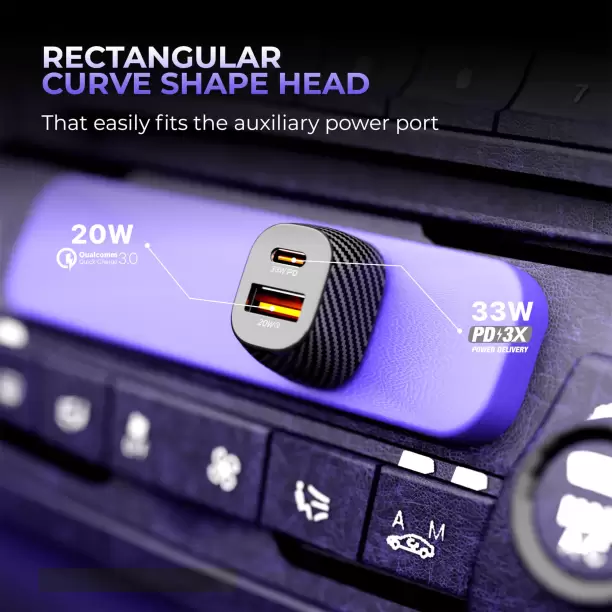 RECTANGULAR
CURVE SHAPE HEAD
That easily fits the auxiliary power port
7
20W
Qualcomm
Quick Charge 3.0
33W PD
20W
33W
PD 3X
POWER DELIVERY
A M